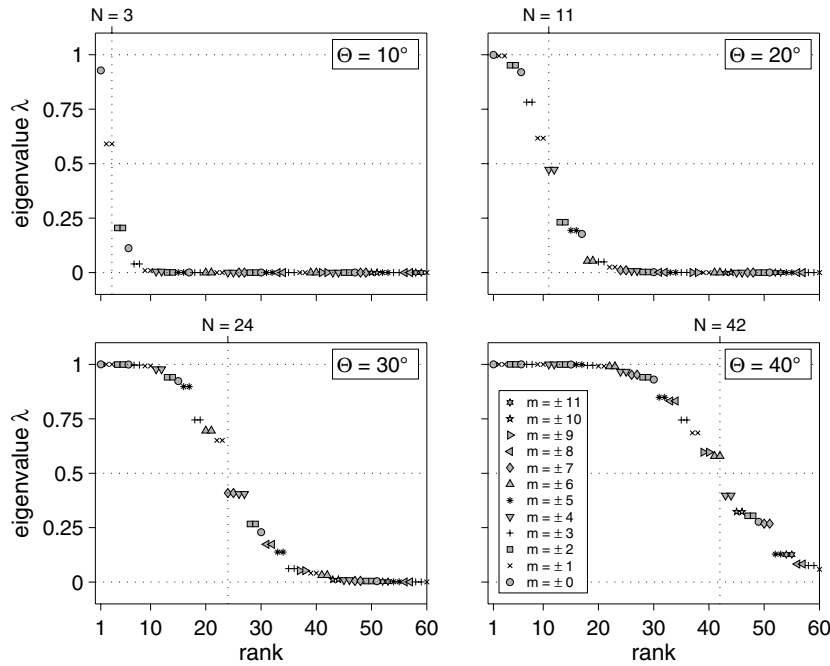 N = 3
N = 11
Θ = 10°
Θ = 20°
1
0.75
0.5
0.25
0
eigenvalue λ
N = 24
N = 42
Θ = 30°
Θ = 40°
1
0.75
0.5
0.25
0
eigenvalue λ
m = ± 11
m = ± 10
m = ± 9
m = ± 8
m = ± 7
m = ± 6
m = ± 5
m = ± 4
m = ± 3
m = ± 2
m = ± 1
m = ± 0
1 10 20 30 40 50 60
1 10 20 30 40 50 60
rank
rank